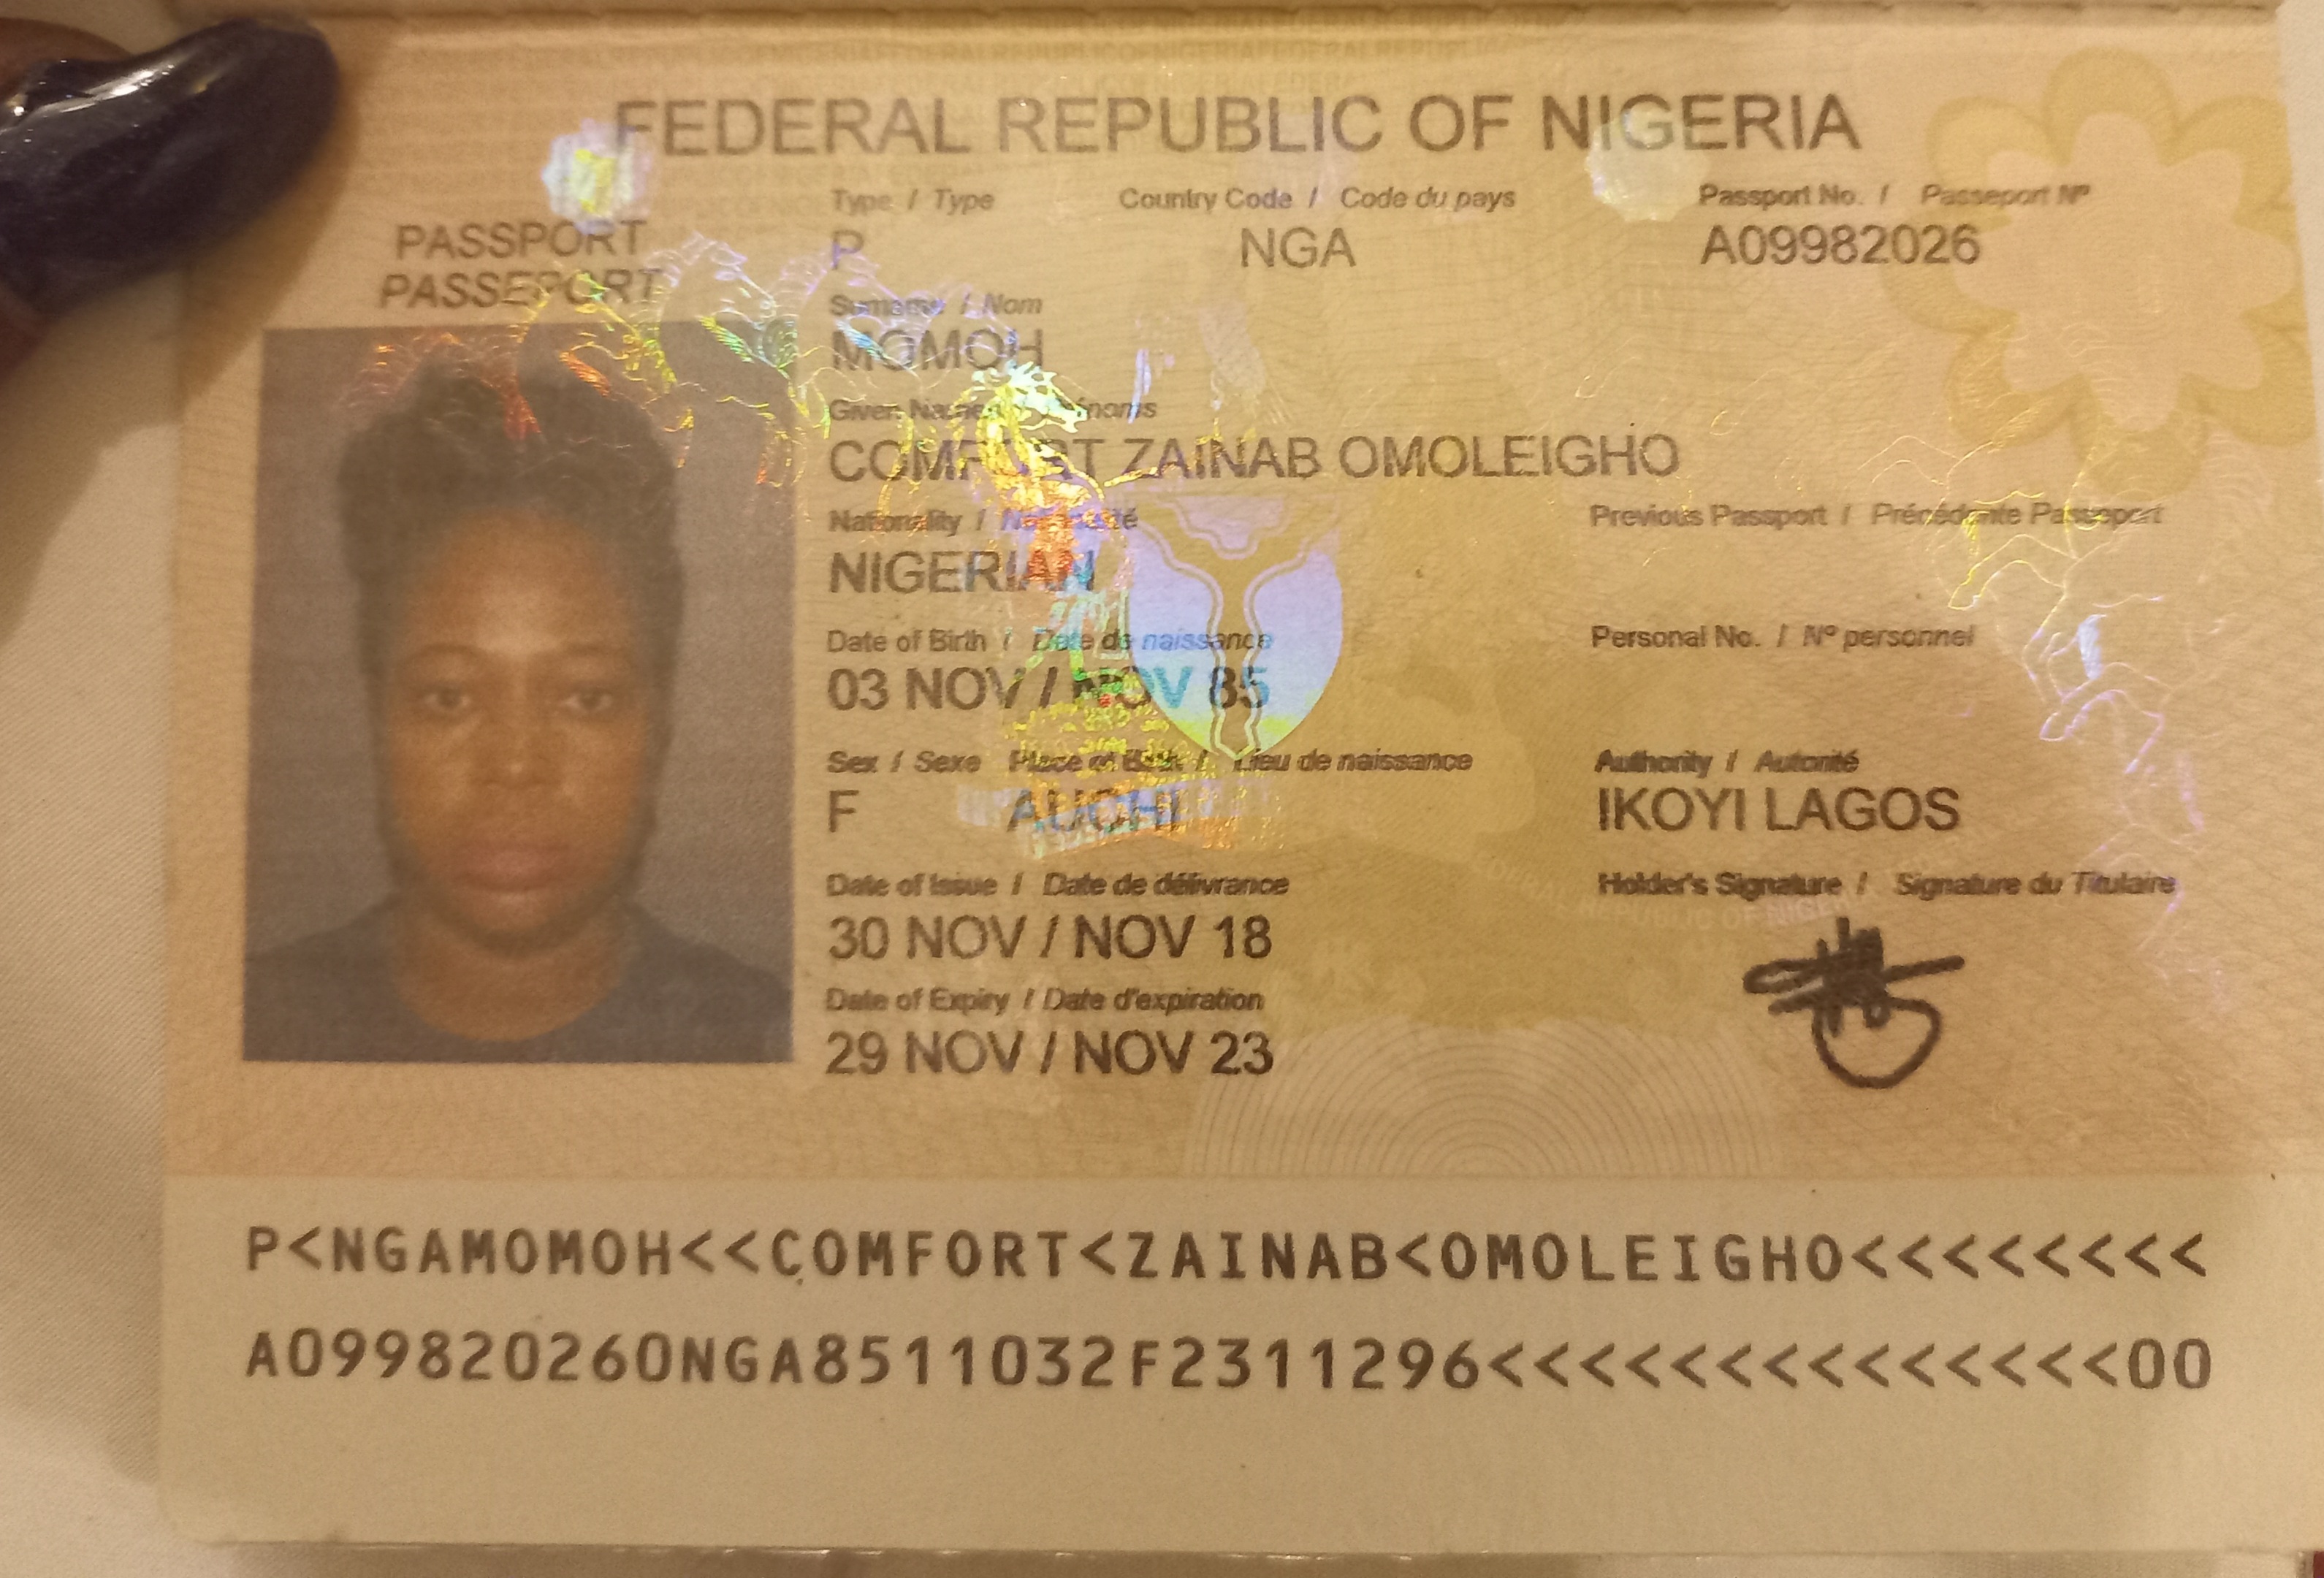 FEDERAL REPUBLIC OF NIGERIA
PASSPORT
PASSEPORT
Type / Type Country Code / Code du pays Passport No. / Passeport Nº
P NGA A09982026
Surname / Nom
MOMOH
Given Names / Prénoms
COMFORT ZAINAB OMOLEIGHO
Nationality / Nationalité Previous Passport / Précédente Passeport
NIGERIAN
Date of Birth / Date de naissance Personal No. / Nº personnel
03 NOV / NOV 85
Sex / Sexe Place of Birth / Lieu de naissance Authority / Autorité
F AUCHI IKOYI LAGOS
Date of Issue / Date de délivrance Holder's Signature / Signature du Titulaire
30 NOV / NOV 18
Date of Expiry / Date d'expiration
29 NOV / NOV 23
P<NGAMOMOH<<COMFORT<ZAINAB<OMOLEIGHO<<<<<<<<
A099820260NGA8511032F2311296<<<<<<<<<<<<<<00